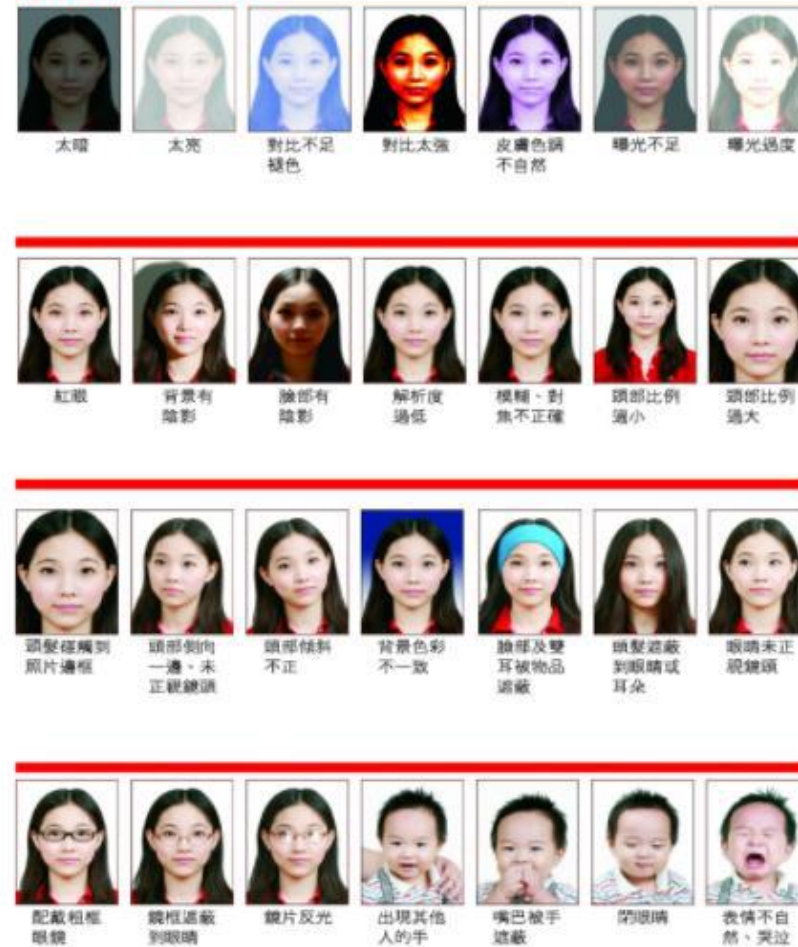 太暗
太亮
對比不足
褪色
對比太強
皮膚色調
不自然
曝光不足
曝光過度
紅眼
背景有
陰影
臉部有
陰影
解析度
過低
模糊、對
焦不正確
頭部比例
過小
頭部比例
過大
頭髮碰觸到
照片邊框
頭部側向
一邊、未
正視鏡頭
頭部傾斜
不正
背景色彩
不一致
臉部及雙
耳被物品
遮蔽
頭髮遮蔽
到眼睛或
耳朵
眼睛未正
視鏡頭
配戴粗框
眼鏡
鏡框遮蔽
到眼睛
鏡片反光
出現其他
人的手
嘴巴被手
遮蔽
閉眼睛
表情不自
然、哭泣